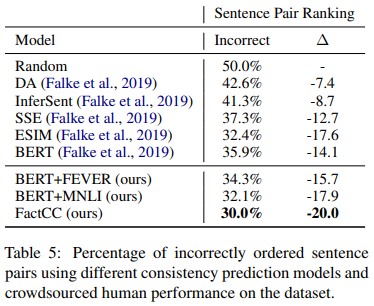 Sentence Pair Ranking
Model Incorrect Δ
Random 50.0% -
DA (Falke et al., 2019) 42.6% -7.4
InferSent (Falke et al., 2019) 41.3% -8.7
SSE (Falke et al., 2019) 37.3% -12.7
ESIM (Falke et al., 2019) 32.4% -17.6
BERT (Falke et al., 2019) 35.9% -14.1
BERT+FEVER (ours) 34.3% -15.7
BERT+MNLI (ours) 32.1% -17.9
FactCC (ours) 30.0% -20.0
Table 5: Percentage of incorrectly ordered sentence
pairs using different consistency prediction models and
crowdsourced human performance on the dataset.